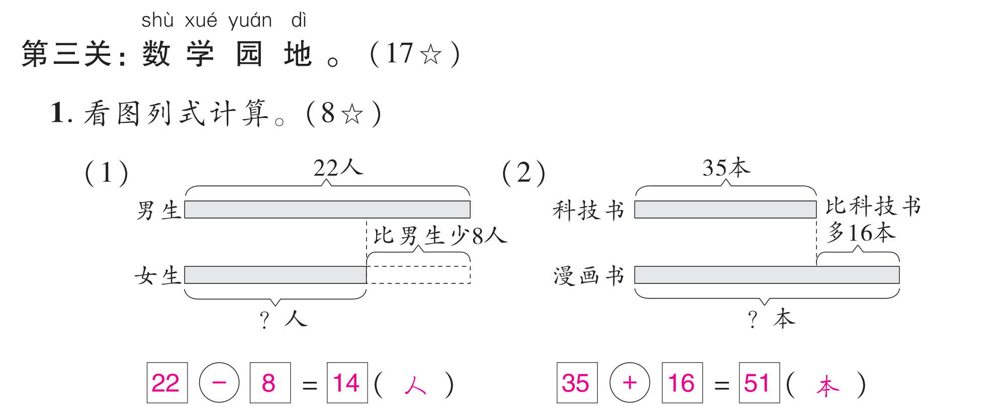 shù xué yuán dì
第三关：数学园地。（17☆）
1. 看图列式计算。（8☆）
（1）
22人
男生
比男生少8人
女生
？人
22 − 8 = 14（人）
（2）
35本
科技书
比科技书
多16本
漫画书
？本
35 + 16 = 51（本）